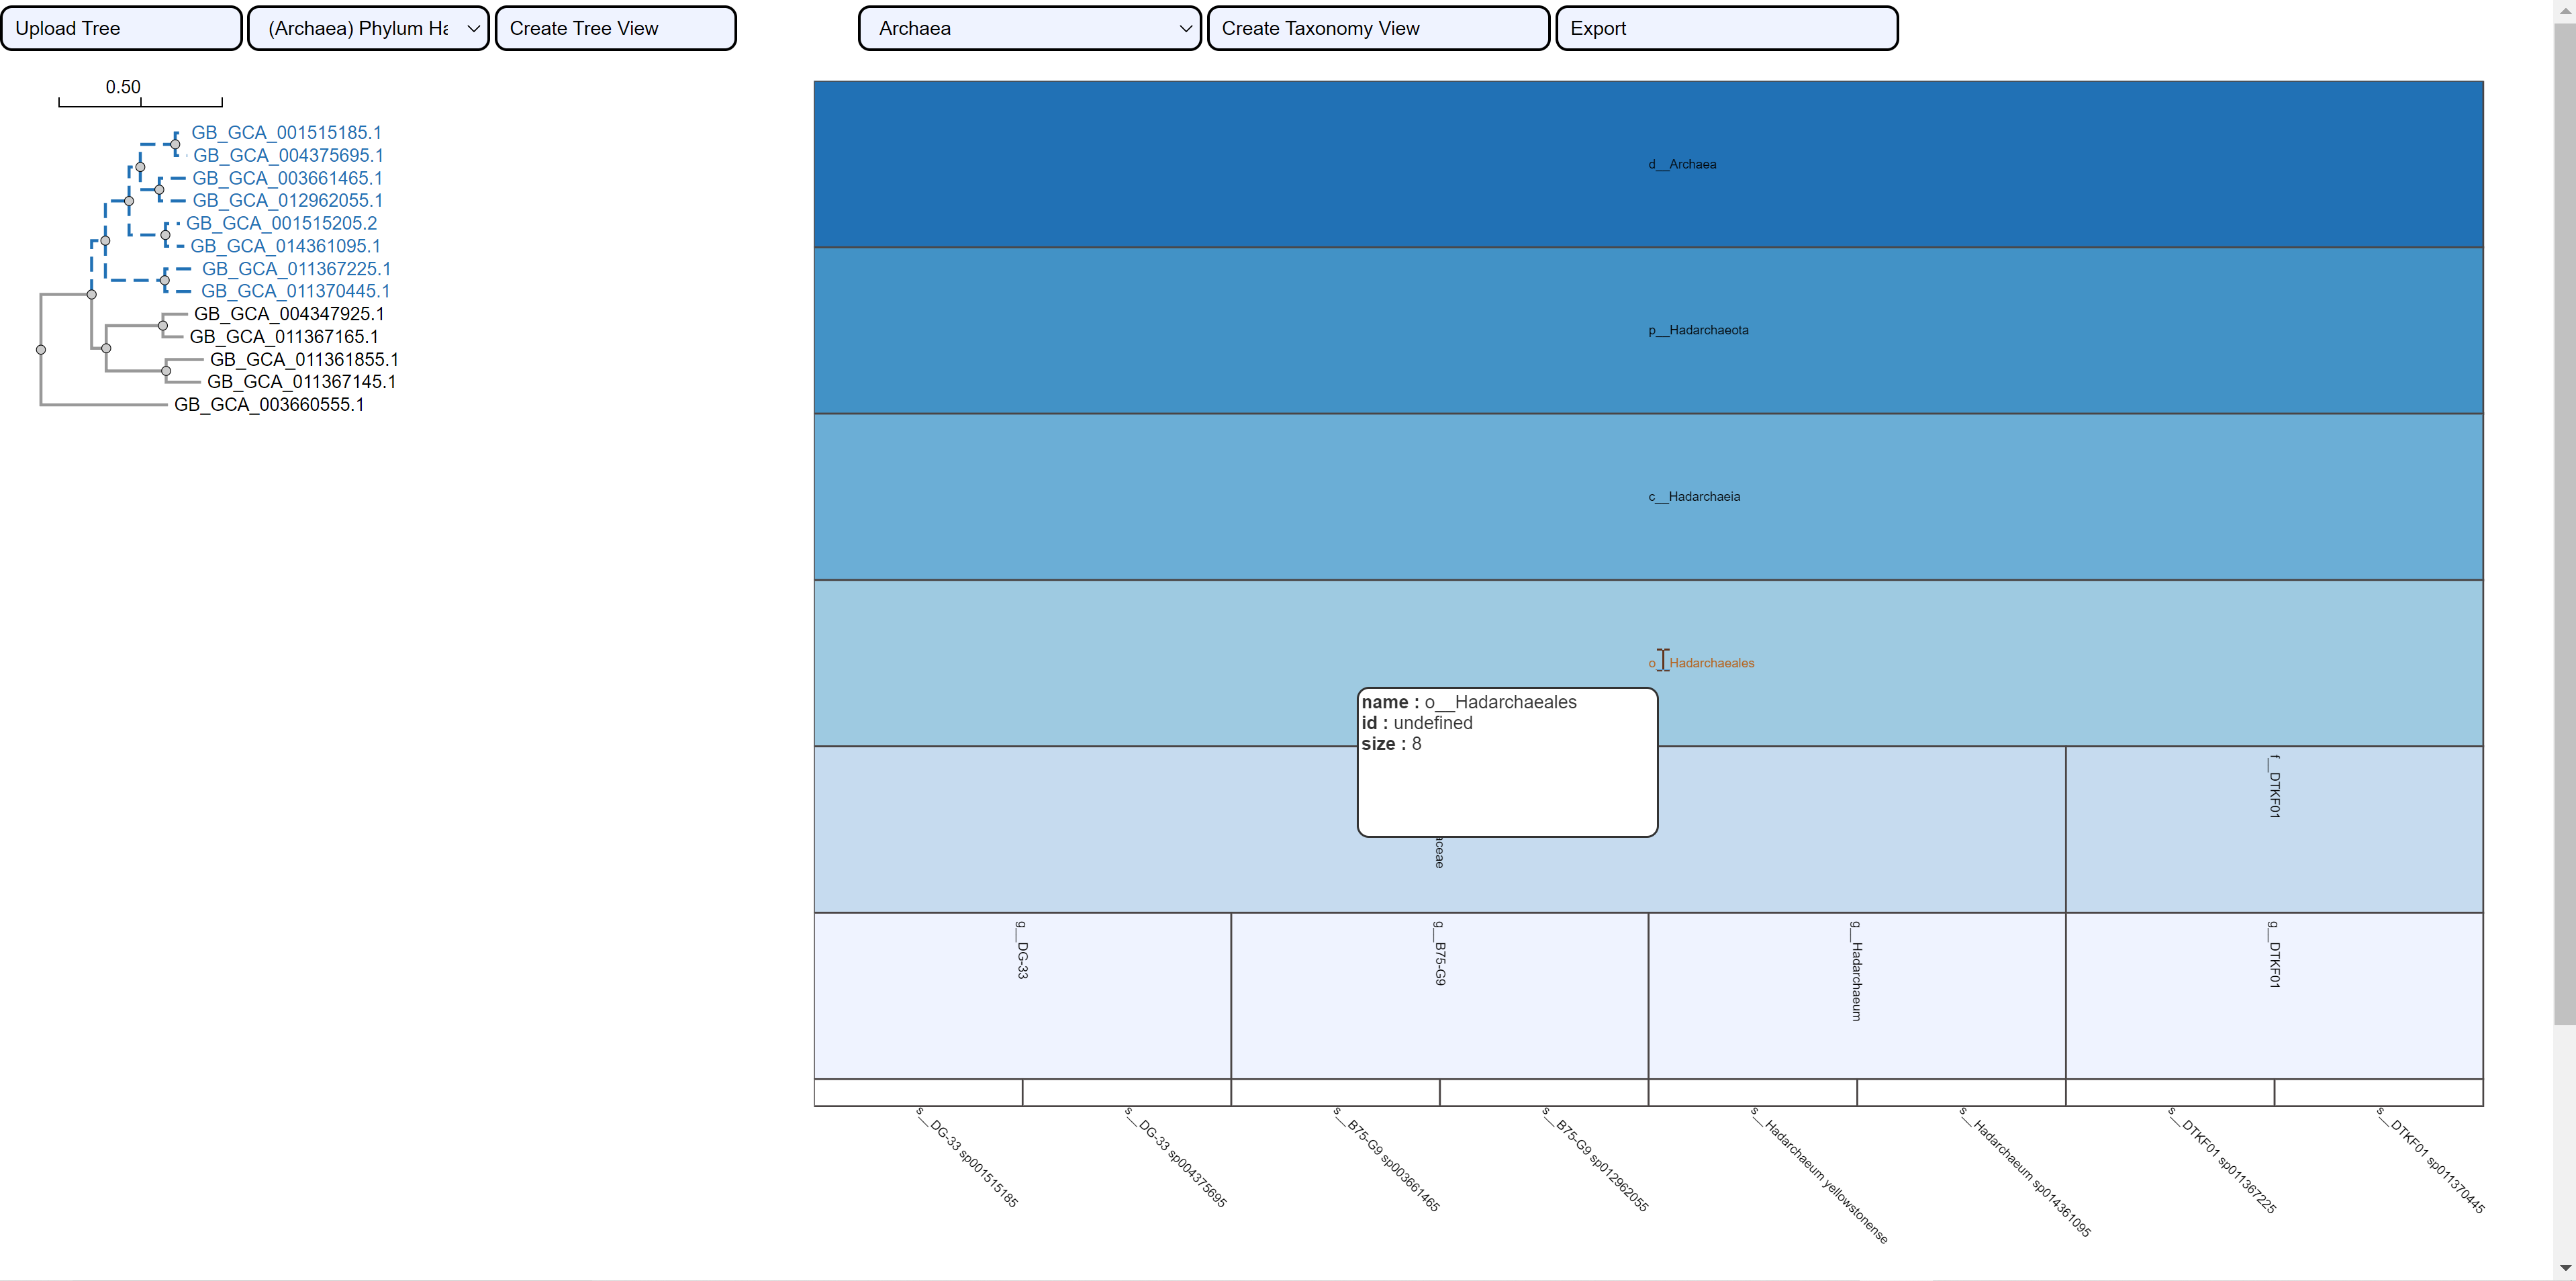 Upload Tree
(Archaea) Phylum Ha
Create Tree View
Archaea
Create Taxonomy View
Export
0.50
GB_GCA_001515185.1
GB_GCA_004375695.1
GB_GCA_003661465.1
GB_GCA_012962055.1
GB_GCA_001515205.2
GB_GCA_014361095.1
GB_GCA_011367225.1
GB_GCA_011370445.1
GB_GCA_004347925.1
GB_GCA_011367165.1
GB_GCA_011361855.1
GB_GCA_011367145.1
GB_GCA_003660555.1
d__Archaea
p__Hadarchaeota
c__Hadarchaeia
o__Hadarchaeales
name : o__Hadarchaeales
id : undefined
size : 8
aceae
f__DTKF01
g__DG-33
g__B75-G9
g__Hadarchaeum
g__DTKF01
s__DG-33 sp001515185
s__DG-33 sp004375695
s__B75-G9 sp003661465
s__B75-G9 sp012962055
s__Hadarchaeum yellowstonense
s__Hadarchaeum sp014361095
s__DTKF01 sp011367225
s__DTKF01 sp011370445